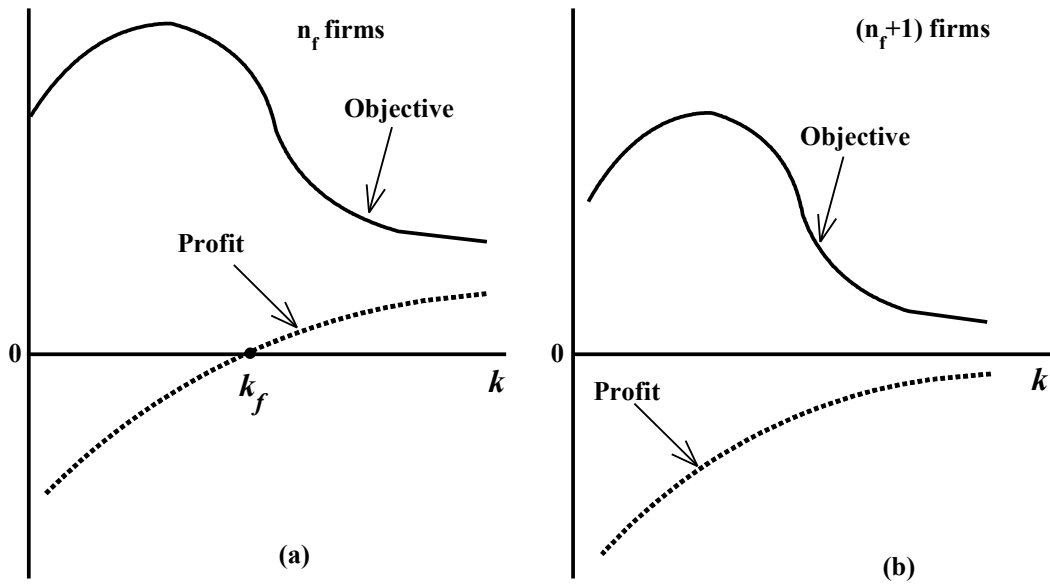 n_f firms
Objective
Profit
0
k_f
k
(a)
(n_f+1) firms
Objective
0
k
Profit
(b)